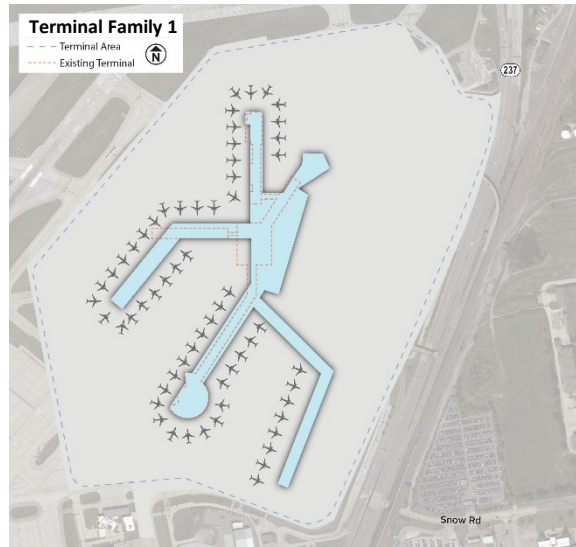 Terminal Family 1
Terminal Area
Existing Terminal
N
237
Snow Rd